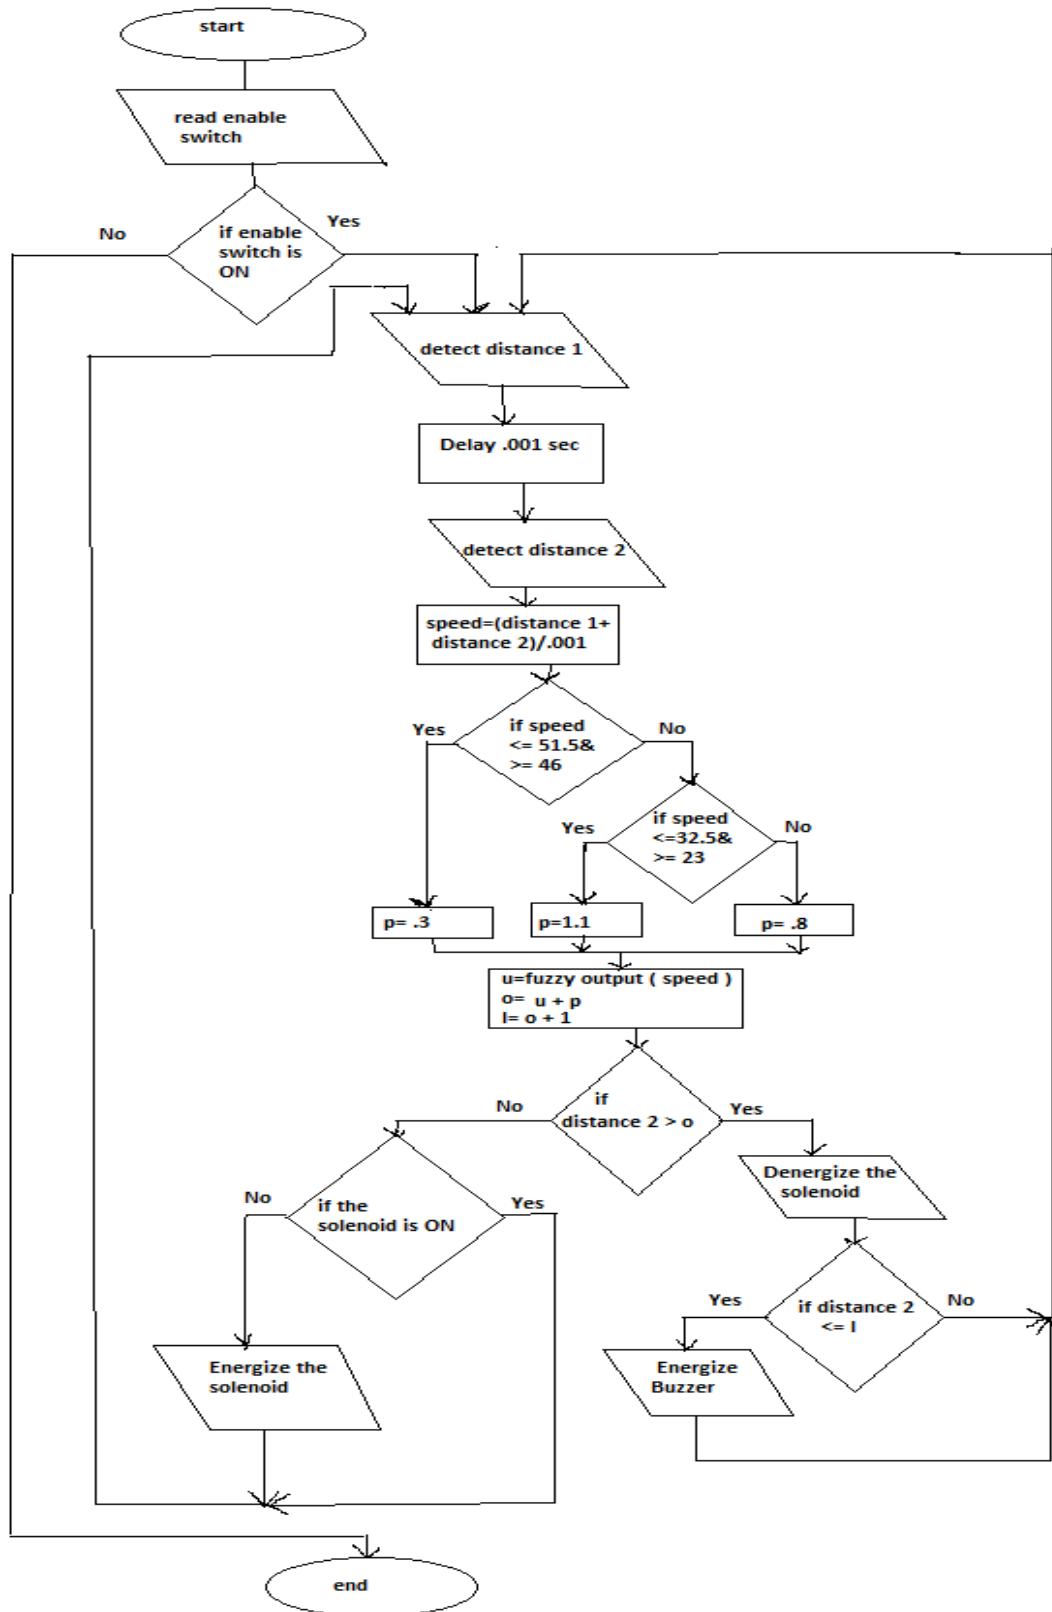 start
read enable
switch
No
Yes
if enable
switch is
ON
detect distance 1
Delay .001 sec
detect distance 2
speed=(distance 1+
distance 2)/.001
Yes
if speed
<= 51.5&
>= 46
No
Yes
if speed
<=32.5&
>= 23
No
p= .3
p=1.1
p= .8
u=fuzzy output ( speed )
o= u + p
l= o + 1
No
if
distance 2 > o
Yes
No
if the
solenoid is ON
Yes
Denergize the
solenoid
Yes
if distance 2
<= l
No
Energize the
solenoid
Energize
Buzzer
end